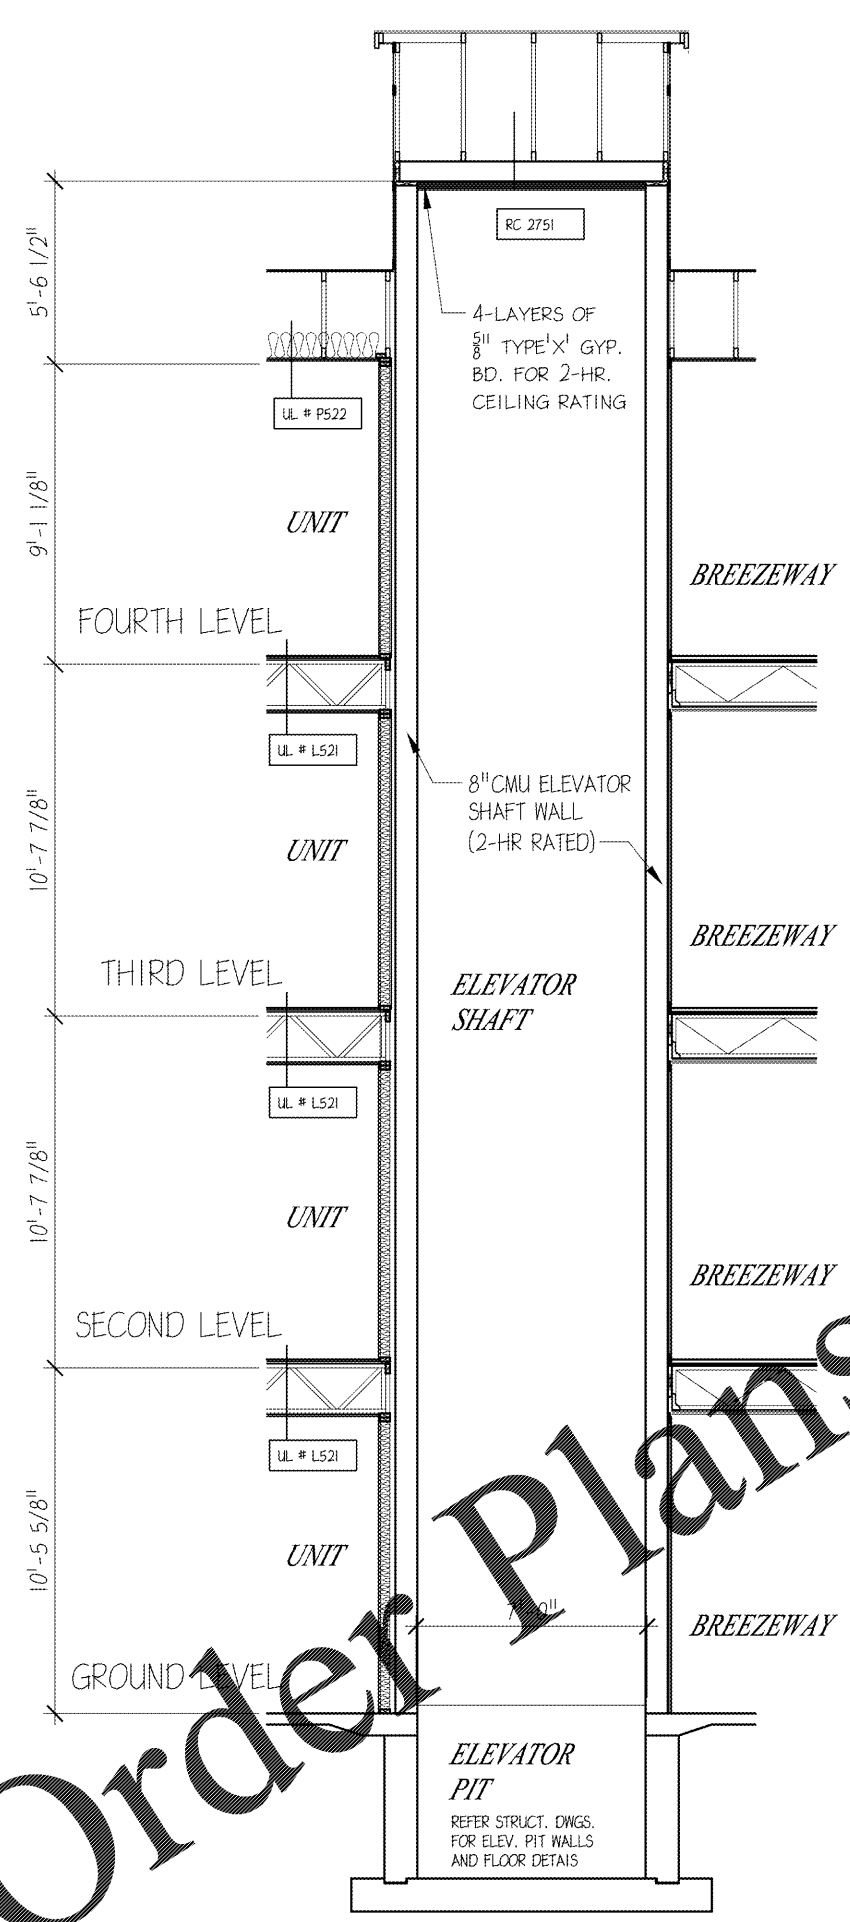 RC 2751
5'-6 1/2"
4-LAYERS OF
5/8" TYPE'X' GYP.
BD. FOR 2-HR.
CEILING RATING
UL # P522
9'-1 1/8"
UNIT
BREEZEWAY
FOURTH LEVEL
UL # L521
8"CMU ELEVATOR
SHAFT WALL
(2-HR RATED)
10'-7 7/8"
UNIT
BREEZEWAY
THIRD LEVEL
ELEVATOR
SHAFT
UL # L521
10'-7 7/8"
UNIT
BREEZEWAY
SECOND LEVEL
UL # L521
10'-5 5/8"
UNIT
7'-0"
BREEZEWAY
GROUND LEVEL
Order Plans
ELEVATOR
PIT
REFER STRUCT. DWGS.
FOR ELEV. PIT WALLS
AND FLOOR DETAIS